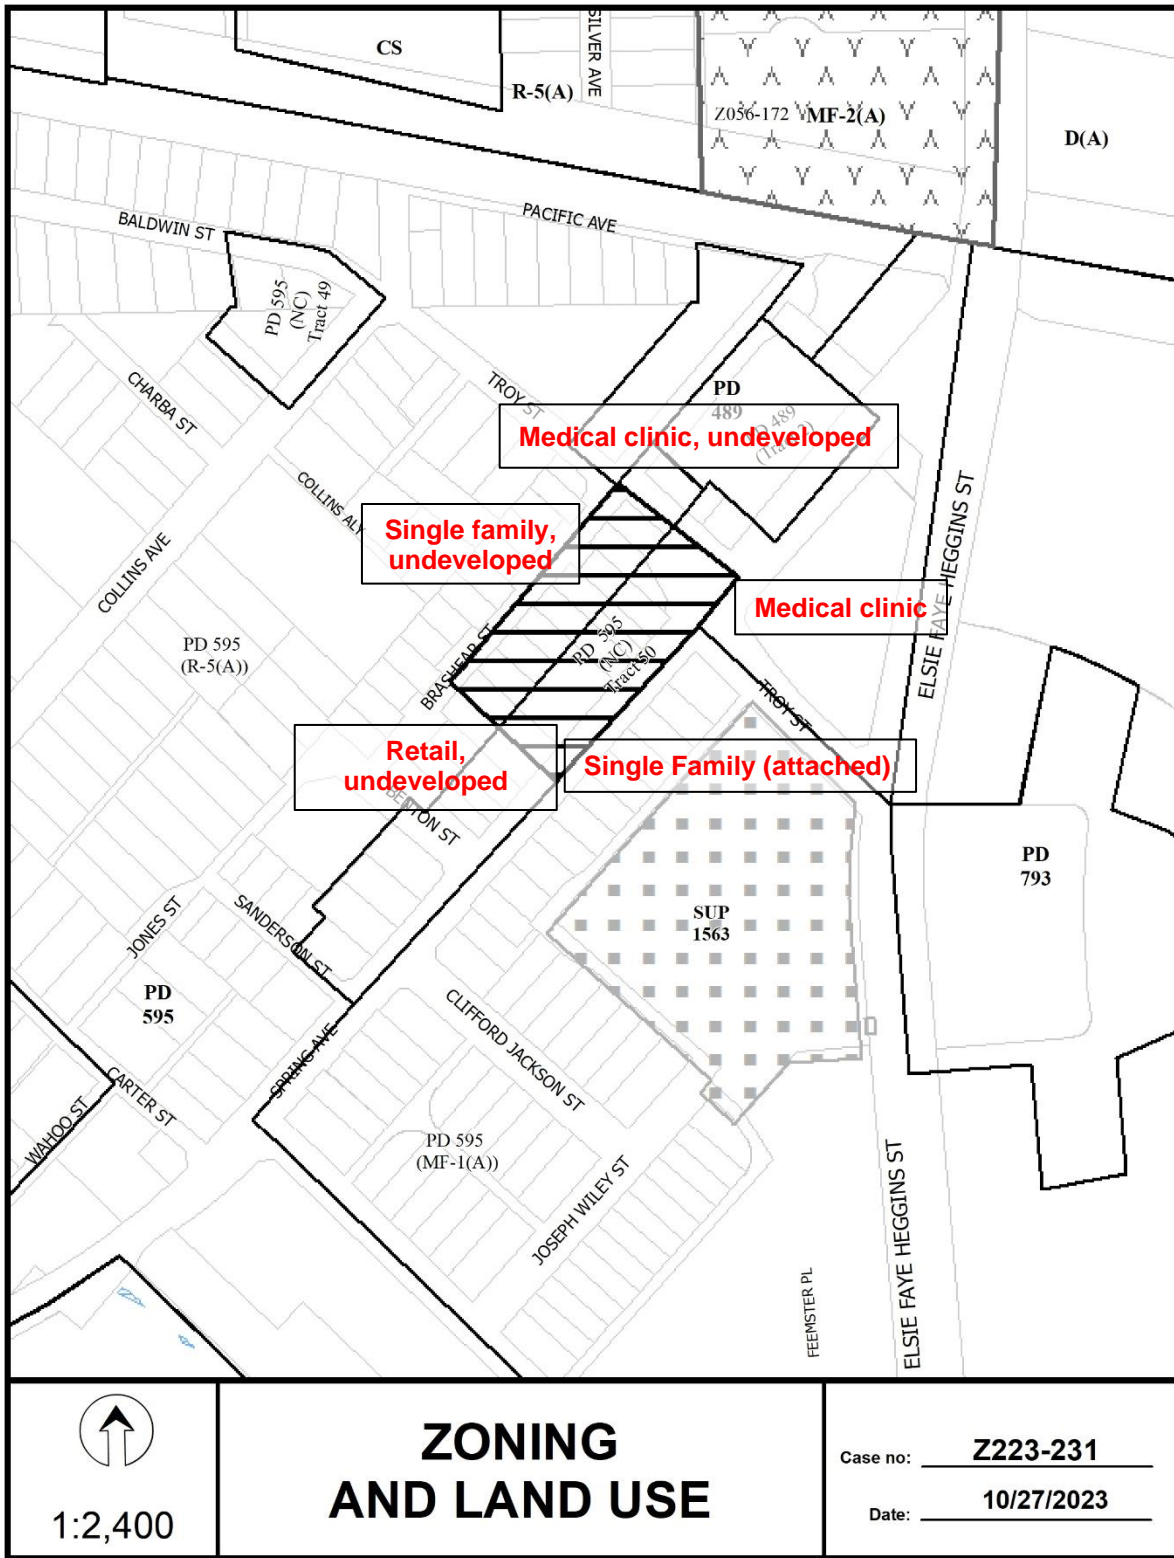 CS
SILVER AVE
R-5(A)
Z056-172
MF-2(A)
D(A)
BALDWIN ST
PACIFIC AVE
PD 595
(NC)
Tract 49
CHARBA ST
TROY ST
PD
489
PD 489
Medical clinic, undeveloped
COLLINS ALY
Single family,
undeveloped
COLLINS AVE
ELSIE FAYE HEGGINS ST
Medical clinic
PD 595
(R-5(A))
BRASHEAR ST
PD 595
(NC)
Tract 50
TROY ST
Retail,
undeveloped
Single Family (attached)
BENTON ST
PD
793
SUP
1563
JONES ST
SANDERSON ST
PD
595
CLIFFORD JACKSON ST
SPRING AVE
CARTER ST
WAHOO ST
PD 595
(MF-1(A))
JOSEPH WILEY ST
ELSIE FAYE HEGGINS ST
FEEMSTER PL
1:2,400
ZONING
AND LAND USE
Case no: Z223-231
Date: 10/27/2023